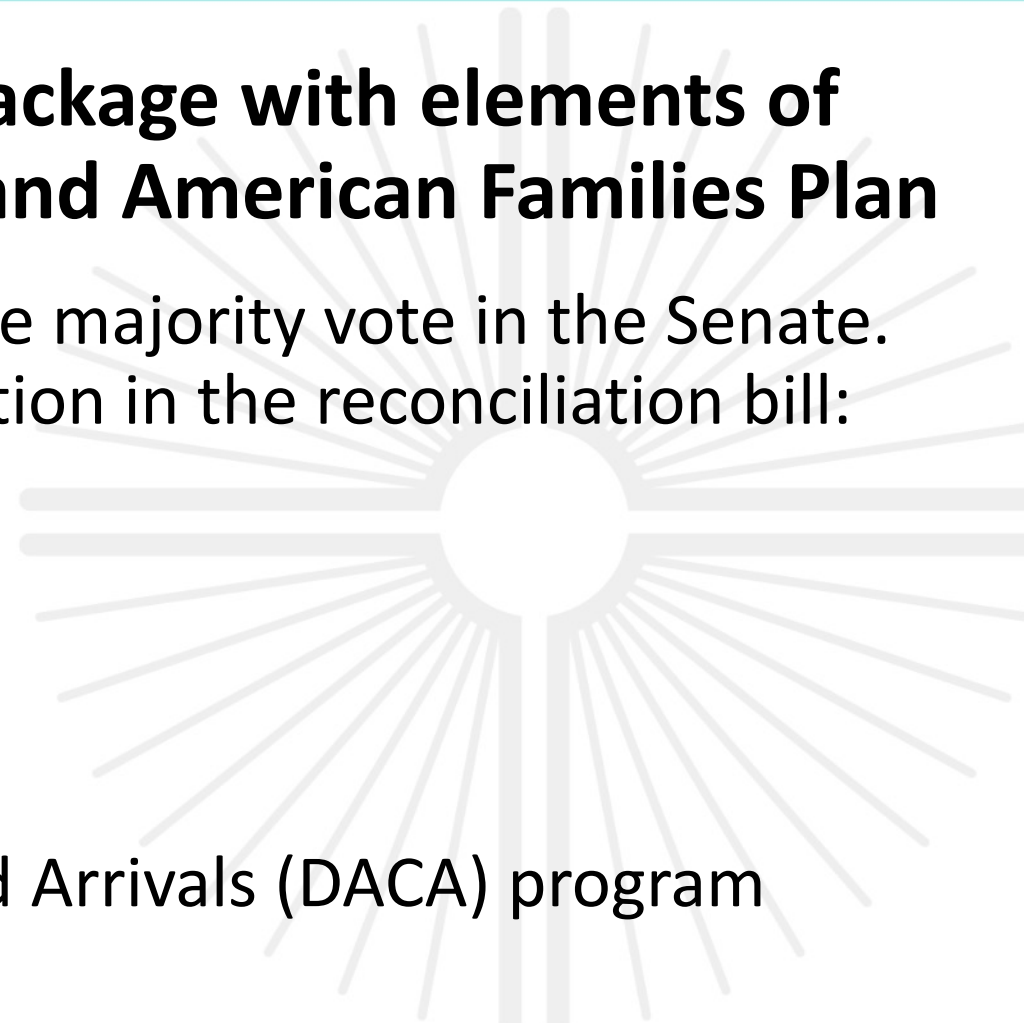 ackage with elements of
and American Families Plan
e majority vote in the Senate.
tion in the reconciliation bill:
d Arrivals (DACA) program